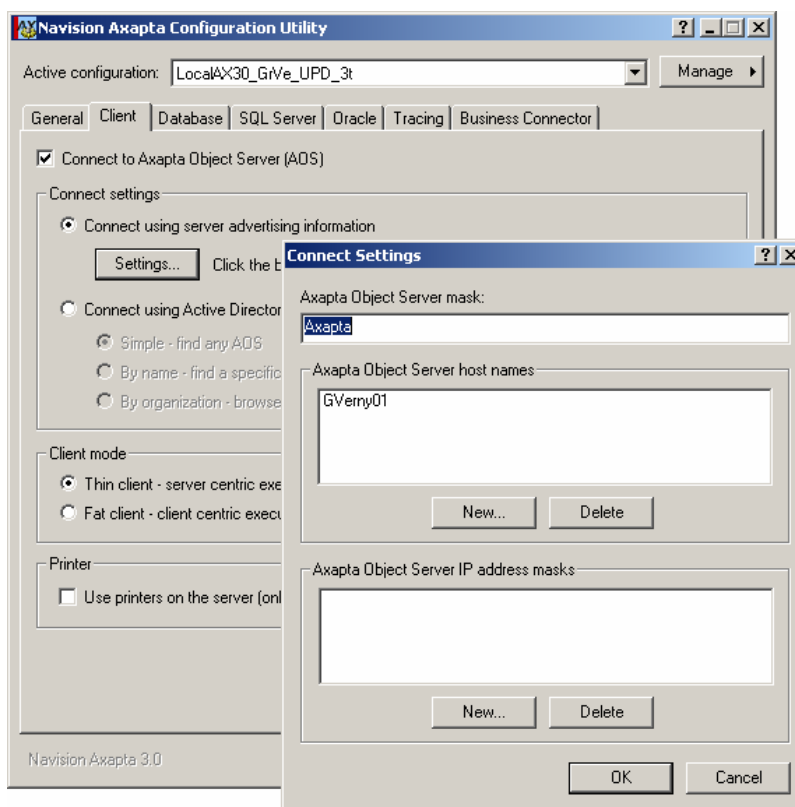 Navision Axapta Configuration Utility
Active configuration: LocalAX30_GrVe_UPD_3t Manage
General Client Database SQL Server Oracle Tracing Business Connector
Connect to Axapta Object Server (AOS)
Connect settings
Connect using server advertising information
Settings... Click the
Connect using Active
Simple - find any AOS
By name - find a specific
By organization - browse
Client mode
Thin client - server centric
Fat client - client centric
Printer
Use printers on the server
Navision Axapta 3.0
Connect Settings
Axapta Object Server mask:
Axapta
Axapta Object Server host names
GVerny01
New... Delete
Axapta Object Server IP address masks
New... Delete
OK Cancel